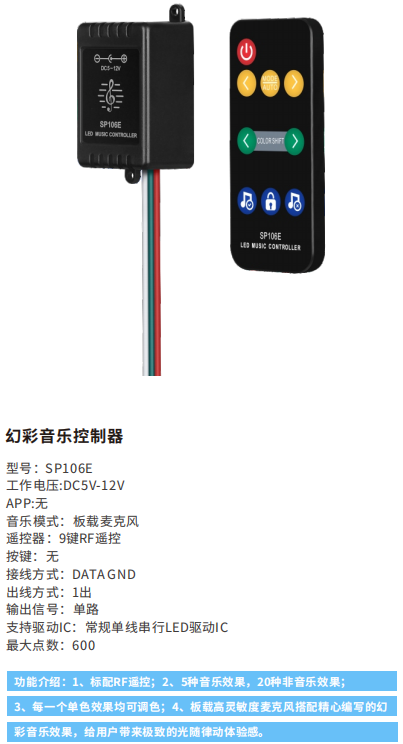 DC5~12V
SP106E
LED MUSIC CONTROLLER
MODE
AUTO
COLOR SHIFT
SP106E
LED MUSIC CONTROLLER
幻彩音乐控制器
型号：SP106E
工作电压:DC5V-12V
APP:无
音乐模式：板载麦克风
遥控器：9键RF遥控
按键：无
接线方式：DATA GND
出线方式：1出
输出信号：单路
支持驱动IC：常规单线串行LED驱动IC
最大点数：600
功能介绍：1、标配RF遥控；2、5种音乐效果，20种非音乐效果；
3、每一个单色效果均可调色；4、板载高灵敏度麦克风搭配精心编写的幻
彩音乐效果，给用户带来极致的光随律动体验感。